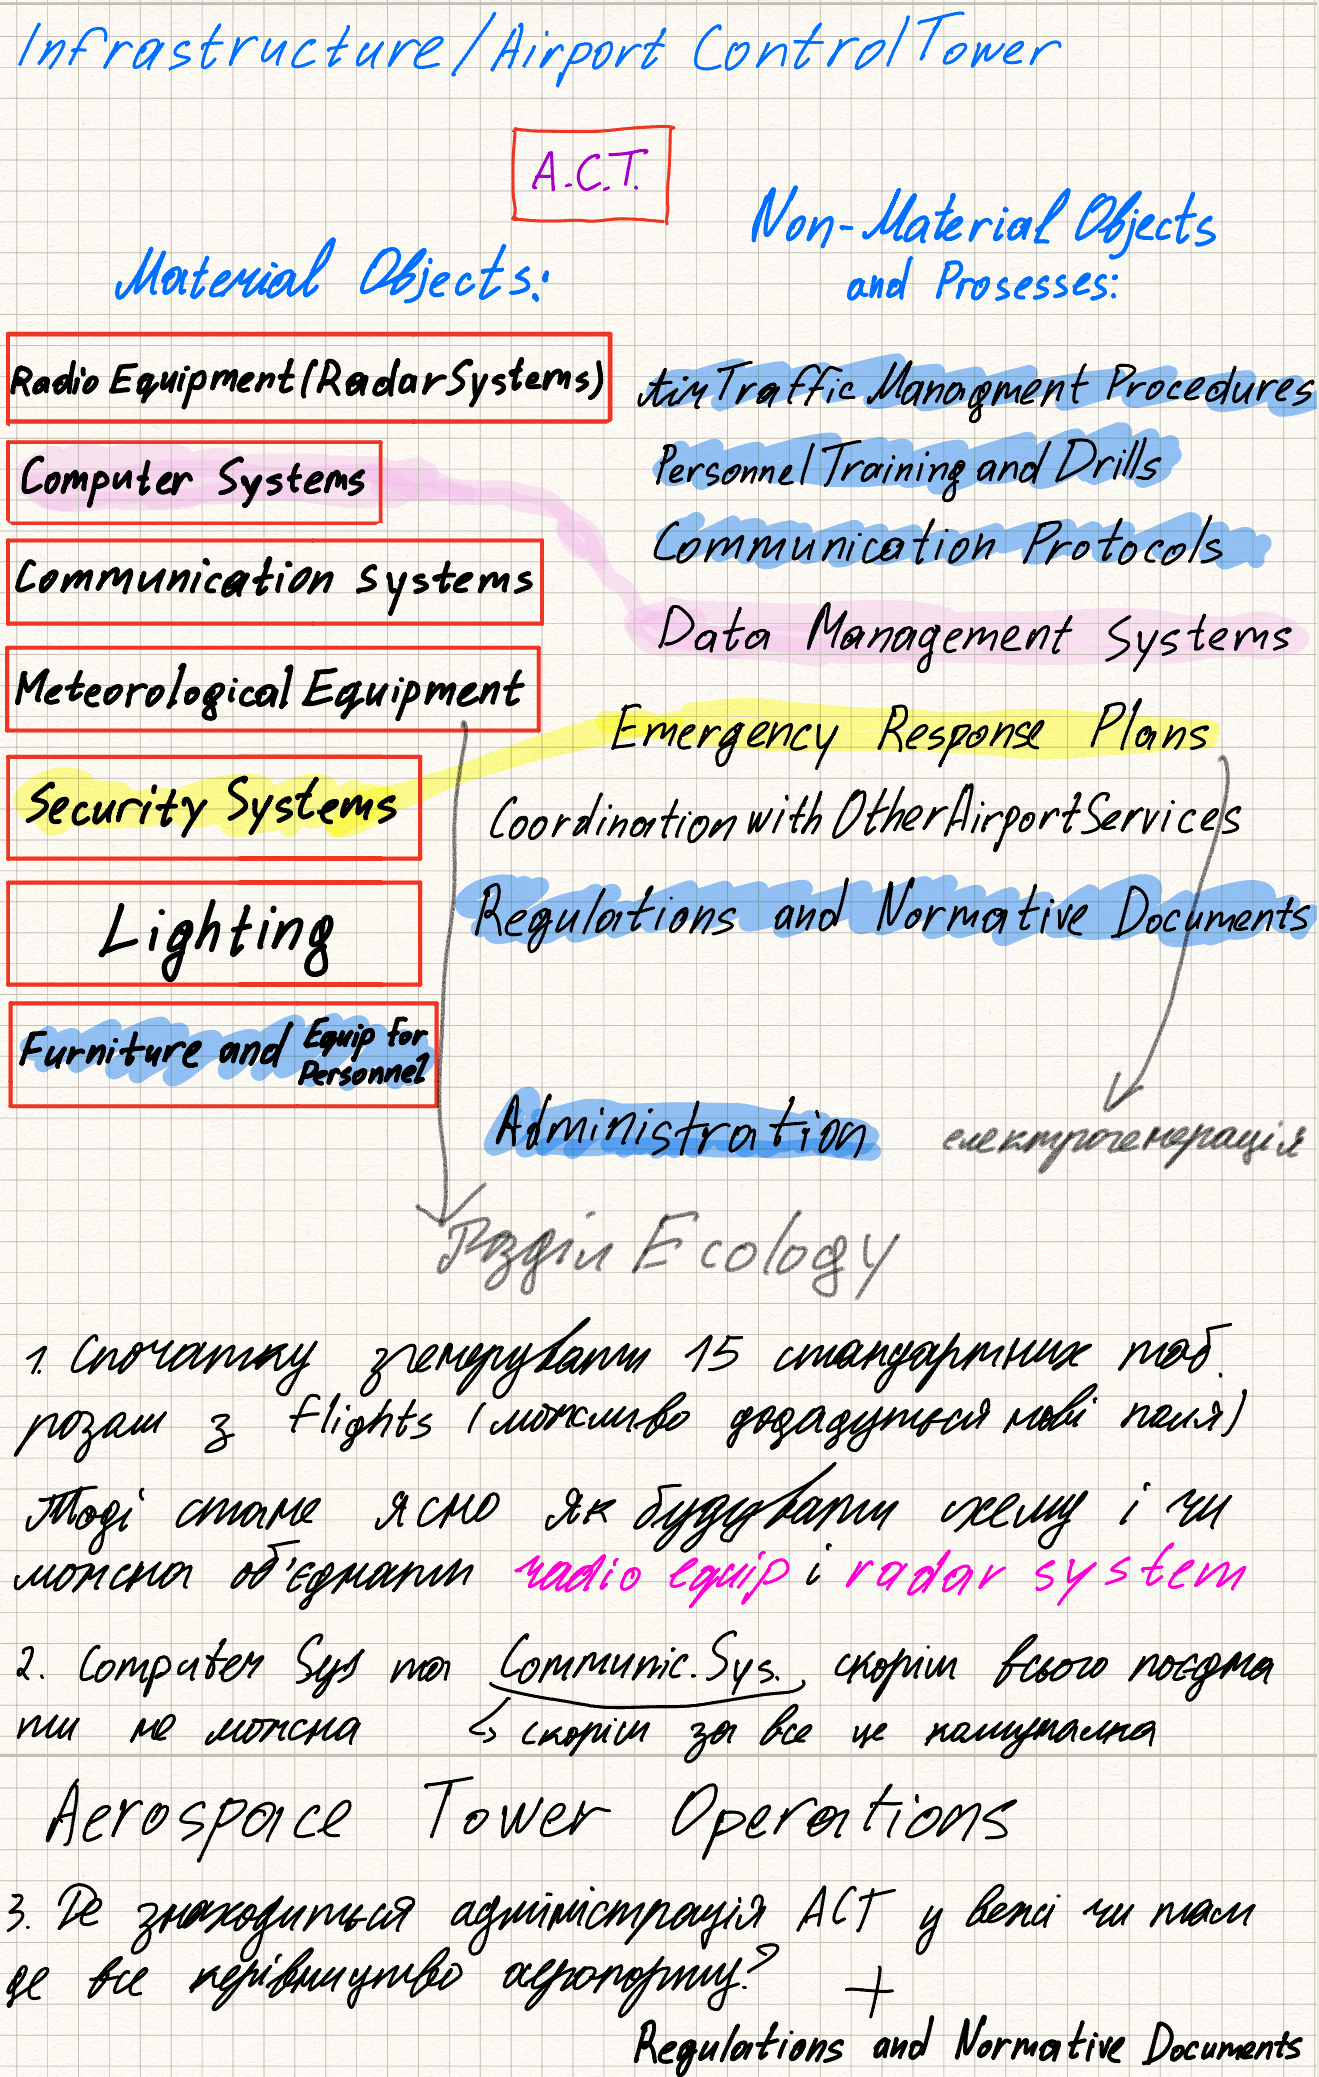 Infrastructure/Airport Control Tower
A.C.T.
Material Objects:
Radio Equipment (Radar Systems)
Computer Systems
Communication systems
Meteorological Equipment
Security Systems
Lighting
Furniture and Equip for Personnel
Non-Material Objects
and Prosesses:
Air Traffic Managment Procedures
Personnel Training and Drills
Communication Protocols
Data Management Systems
Emergency Response Plans
Coordination with Other Airport Services
Regulations and Normative Documents
Administration
електрогенерація
Розділ Ecology
1. Спочатку згенерувати 15 стандартних таб.
розаш з flights (можливо додадуться нові поля)
Тоді стане ясно як будувати схему і чи
можна об'єднати radio equip і radar system
2. Computer Sys та Communic. Sys. скоріш всього поєдна
ти не можна ↳ скоріш за все це
Aerospace Tower Operations
3. Де знаходиться адміністрація ACT у вежі чи там
де все керівництво аеропорту? +
Regulations and Normative Documents